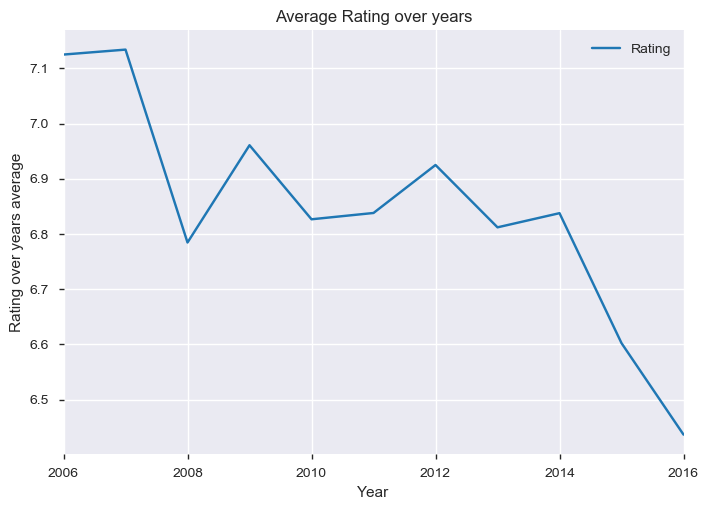 Average Rating over years
Rating
Rating over years average
7.1
7.0
6.9
6.8
6.7
6.6
6.5
2006 2008 2010 2012 2014 2016
Year